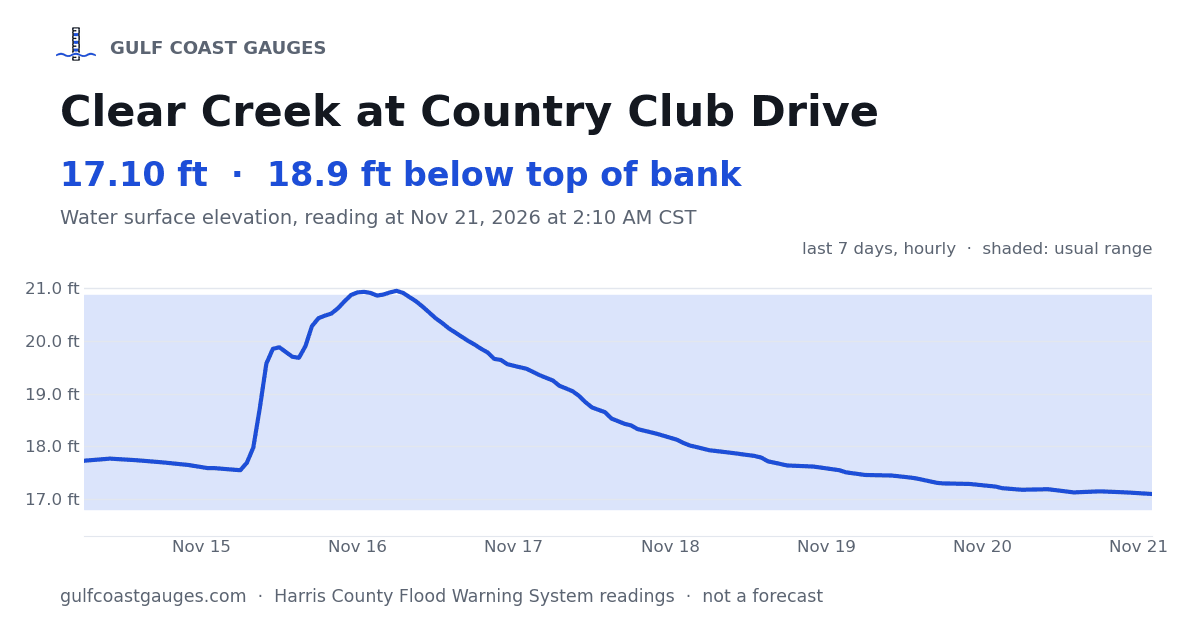 GULF COAST GAUGES
Clear Creek at Country Club Drive
17.10 ft · 18.9 ft below top of bank
Water surface elevation, reading at Nov 21, 2026 at 2:10 AM CST
last 7 days, hourly · shaded: usual range
21.0 ft
20.0 ft
19.0 ft
18.0 ft
17.0 ft
Nov 15 Nov 16 Nov 17 Nov 18 Nov 19 Nov 20 Nov 21
gulfcoastgauges.com · Harris County Flood Warning System readings · not a forecast